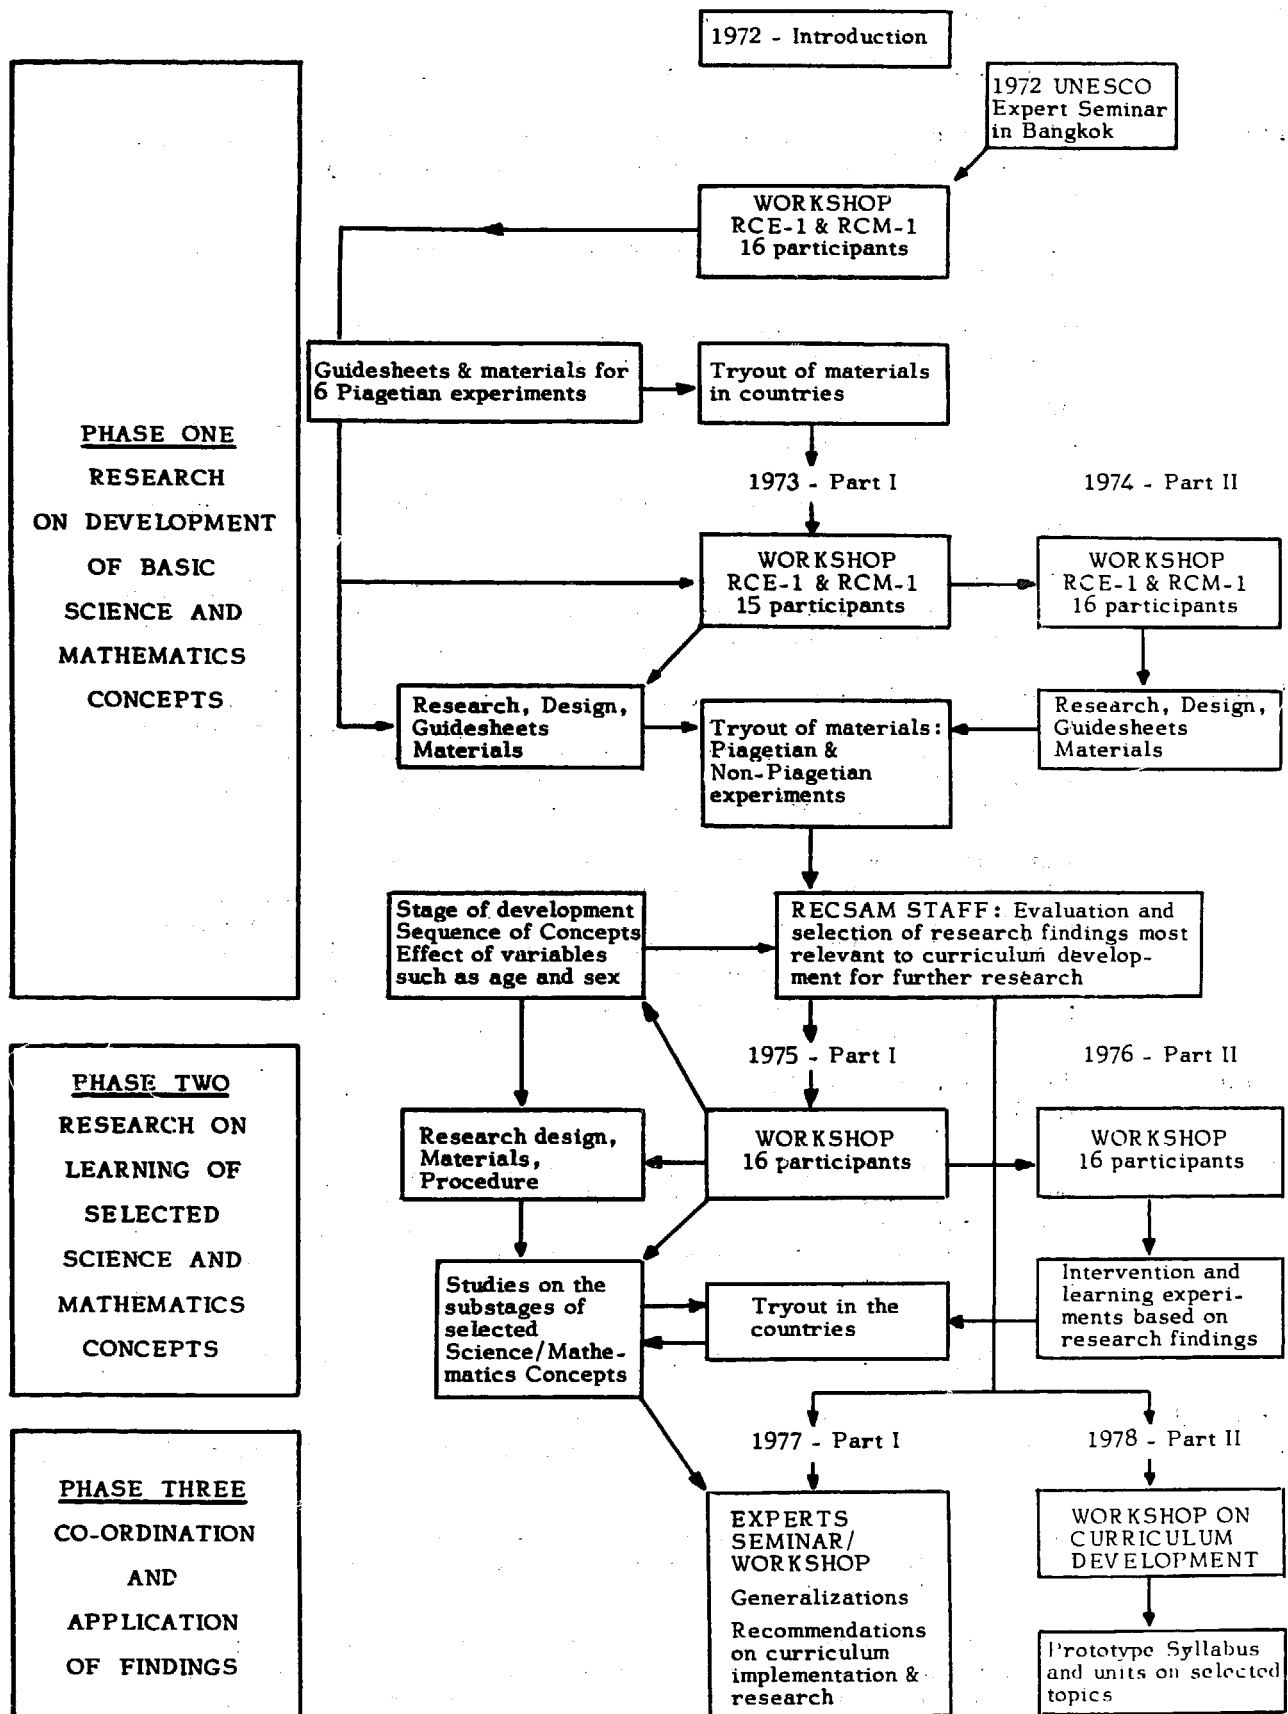 1972 - Introduction
1972 UNESCO
Expert Seminar
in Bangkok
WORKSHOP
RCE-1 & RCM-1
16 participants
Guidesheets & materials for
6 Piagetian experiments
Tryout of materials
in countries
PHASE ONE
RESEARCH
ON DEVELOPMENT
OF BASIC
SCIENCE AND
MATHEMATICS
CONCEPTS
1973 - Part I
1974 - Part II
WORKSHOP
RCE-1 & RCM-1
15 participants
WORKSHOP
RCE-1 & RCM-1
16 participants
Research, Design,
Guidesheets
Materials
Tryout of materials:
Piagetian &
Non-Piagetian
experiments
Research, Design,
Guidesheets
Materials
Stage of development
Sequence of Concepts
Effect of variables
such as age and sex
RECSAM STAFF: Evaluation and
selection of research findings most
relevant to curriculum develop-
ment for further research
PHASE TWO
RESEARCH ON
LEARNING OF
SELECTED
SCIENCE AND
MATHEMATICS
CONCEPTS
1975 - Part I
1976 - Part II
Research design,
Materials,
Procedure
WORKSHOP
16 participants
WORKSHOP
16 participants
Studies on the
substages of
selected
Science/Mathe-
matics Concepts
Tryout in the
countries
Intervention and
learning experi-
ments based on
research findings
PHASE THREE
CO-ORDINATION
AND
APPLICATION
OF FINDINGS
1977 - Part I
1978 - Part II
EXPERTS
SEMINAR/
WORKSHOP
Generalizations
Recommendations
on curriculum
implementation &
research
WORKSHOP ON
CURRICULUM
DEVELOPMENT
Prototype Syllabus
and units on selected
topics